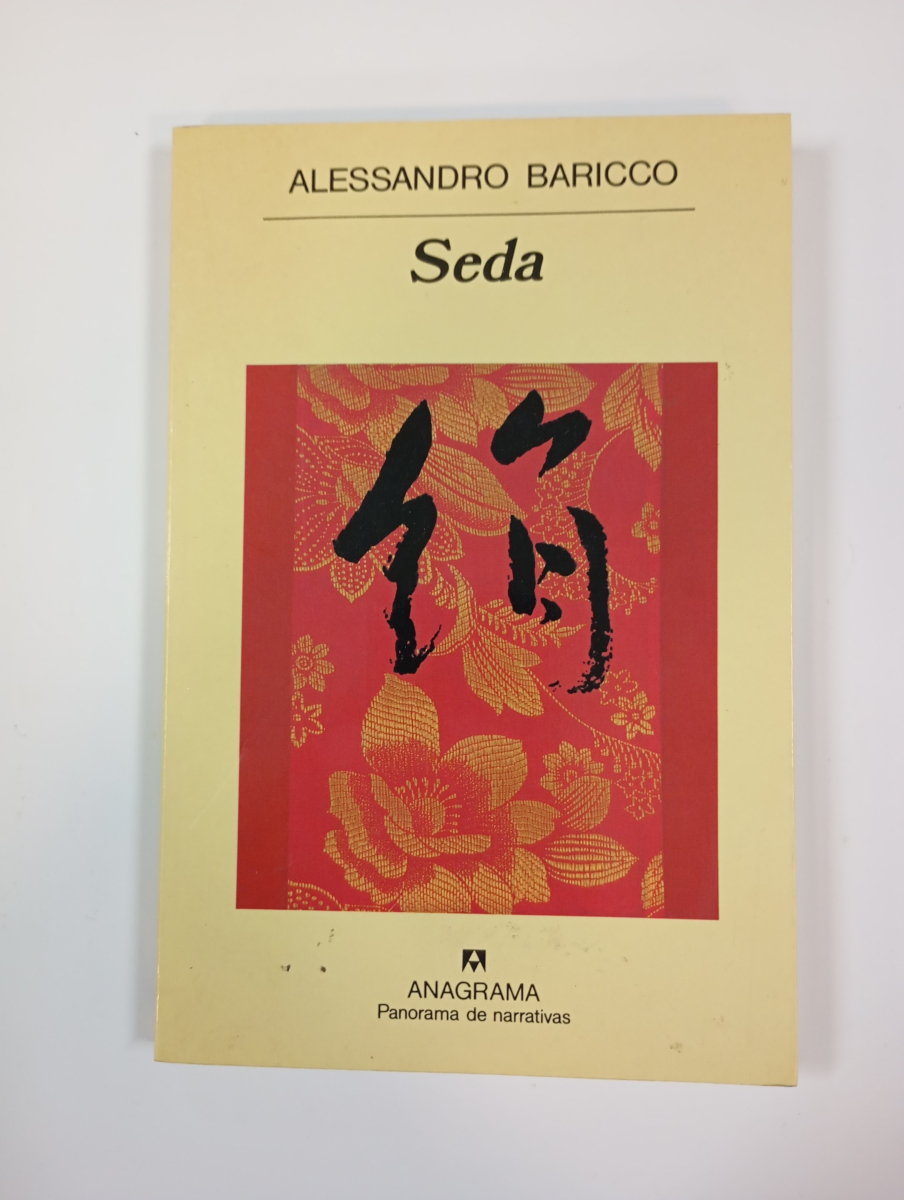 ALESSANDRO BARICCO
Seda
絹
ANAGRAMA
Panorama de narrativas